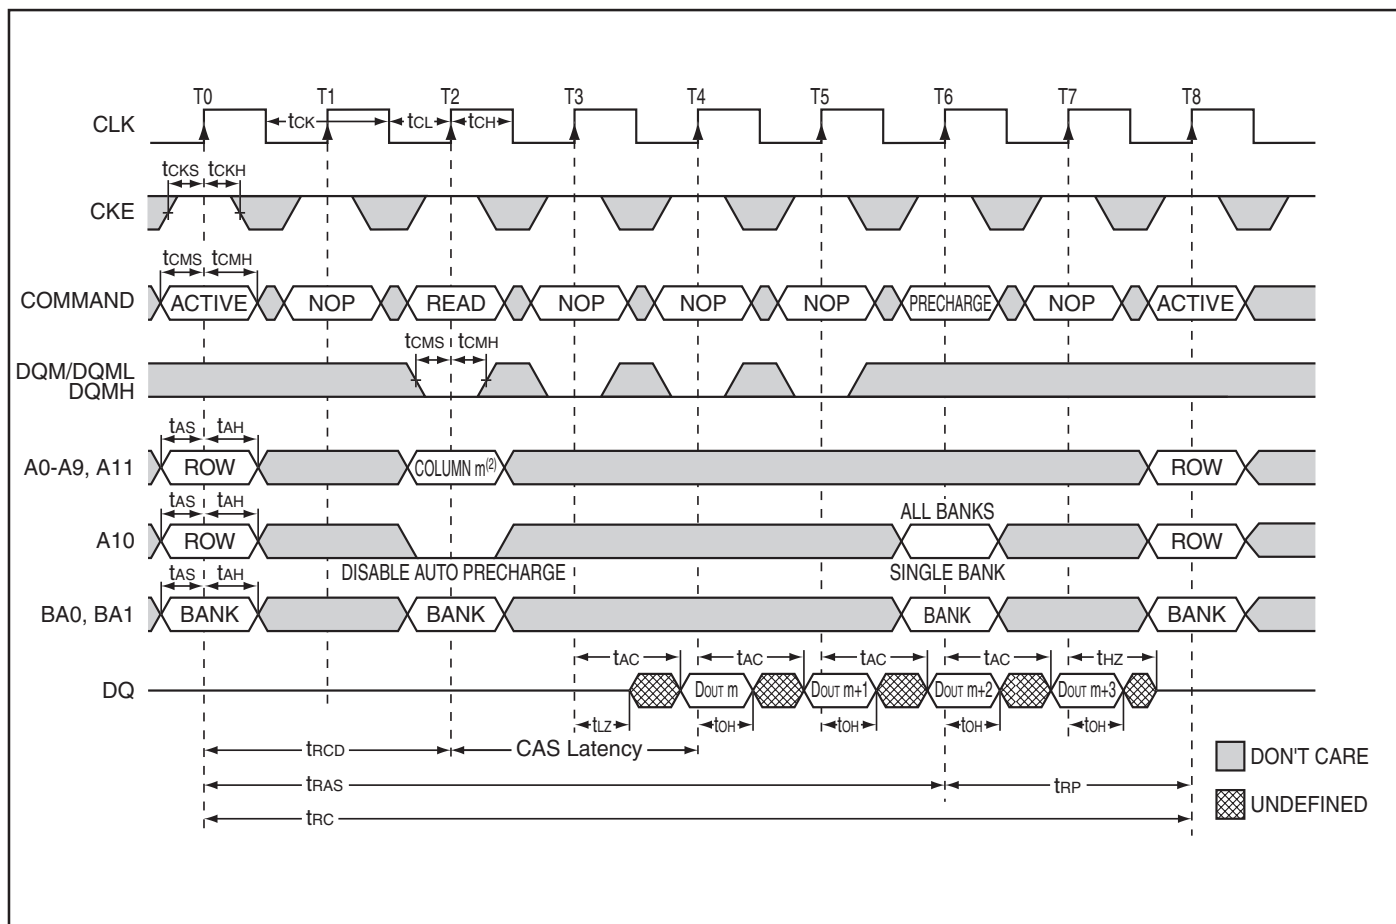 T0 T1 T2 T3 T4 T5 T6 T7 T8
CLK tCK tCL tCH
tCKS tCKH
CKE
tCMS tCMH
COMMAND ACTIVE NOP READ NOP NOP NOP PRECHARGE NOP ACTIVE
tCMS tCMH
DQM/DQML
DQMH
tAS tAH
A0-A9, A11 ROW COLUMN m(2) ROW
tAS tAH ALL BANKS
A10 ROW ROW
DISABLE AUTO PRECHARGE SINGLE BANK
tAS tAH
BA0, BA1 BANK BANK BANK BANK
tAC tAC tAC tAC tHZ
DQ DOUT m DOUT m+1 DOUT m+2 DOUT m+3
tLZ tOH tOH tOH tOH
tRCD CAS Latency
DON'T CARE
tRAS tRP
UNDEFINED
tRC